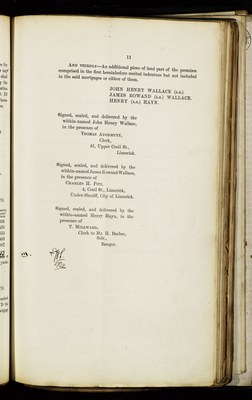 11
AND THIRDLY—An additional piece of land part of the premises
comprised in the first hereinbefore recited indenture but not included
in the said mortgages or either of them.
JOHN HENRY WALLACE (L.S.)
JAMES ROWAND (L.S.) WALLACE.
HENRY (L.S.) HAYN.
Signed, sealed, and delivered by the
within-named John Henry Wallace,
in the presence of
THOMAS
Clerk,
41, Upper Cecil St.,
Limerick.
Signed, sealed, and delivered by the
within-named James Rowand Wallace,
in the presence of
CHARLES H. FITT,
4, Cecil St., Limerick,
Under-Sheriff, City of Limerick.
Signed, sealed, and delivered by the
within-named Henry Hayn, in the
presence of
T. MILLWARD,
Clerk to Mr. H. Barber,
Solr.,
Bangor.